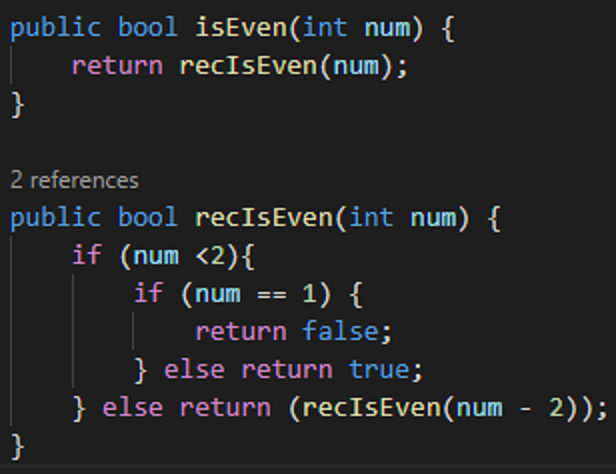 public bool isEven(int num) {
    return recIsEven(num);
}
2 references
public bool recIsEven(int num) {
    if (num <2){
        if (num == 1) {
            return false;
        } else return true;
    } else return (recIsEven(num - 2));
}